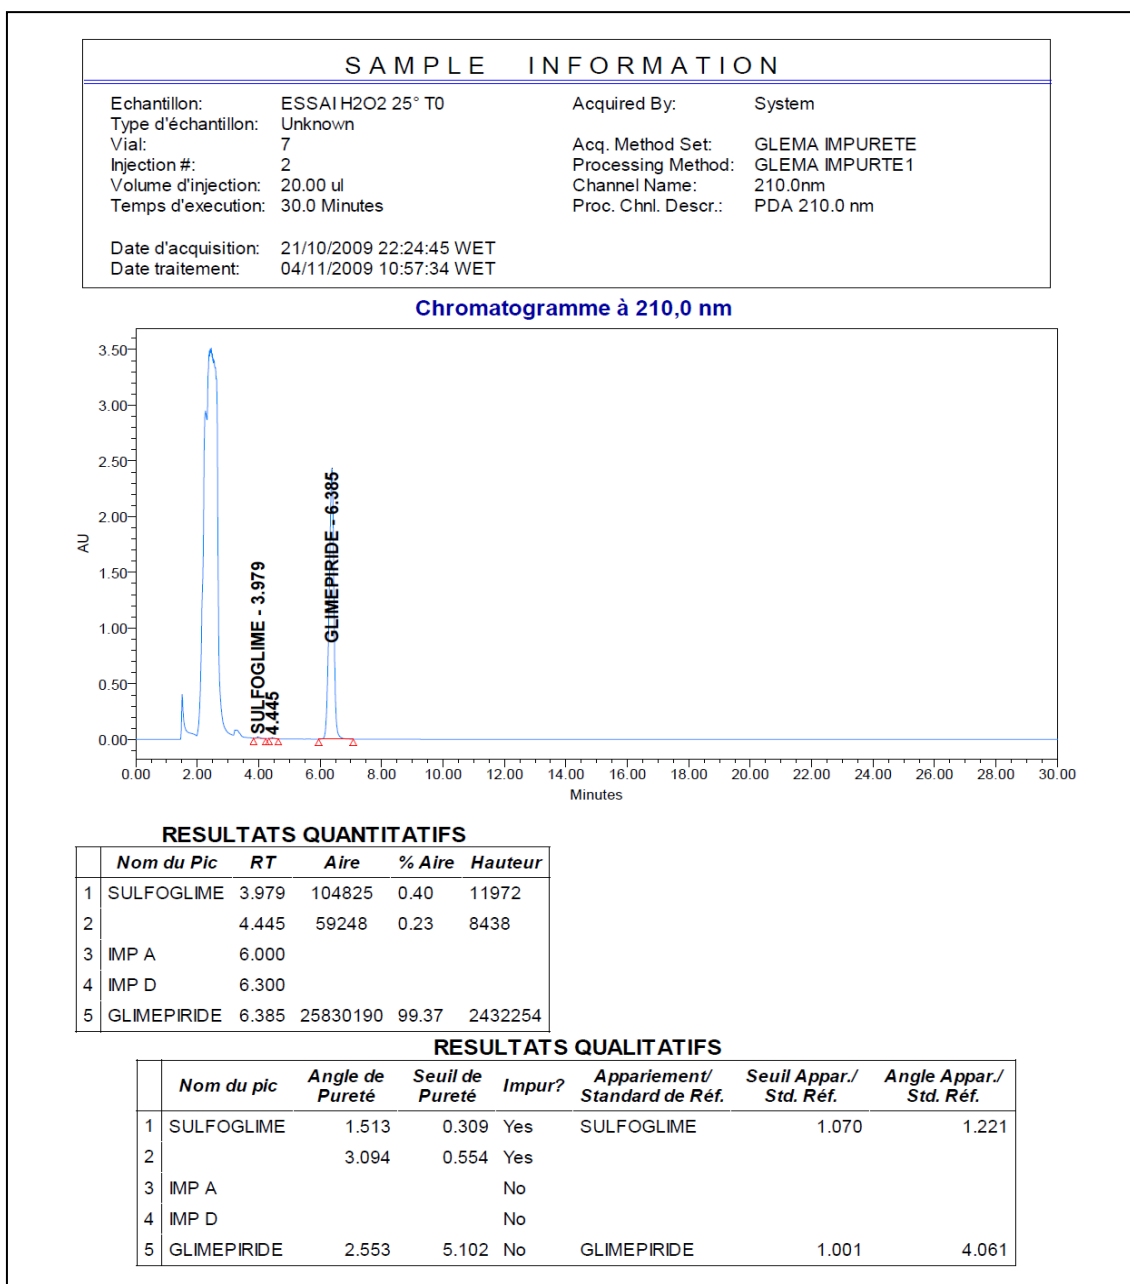 SAMPLE INFORMATION
Echantillon: ESSAI H2O2 25° T0 Acquired By: System
Type d'échantillon: Unknown
Vial: 7 Acq. Method Set: GLEMA IMPURETE
Injection #: 2 Processing Method: GLEMA IMPURTE1
Volume d'injection: 20.00 ul Channel Name: 210.0nm
Temps d'execution: 30.0 Minutes Proc. Chnl. Descr.: PDA 210.0 nm
Date d'acquisition: 21/10/2009 22:24:45 WET
Date traitement: 04/11/2009 10:57:34 WET
Chromatogramme à 210,0 nm
AU
3.50
3.00
2.50
2.00
1.50
1.00
0.50
0.00
SULFOGLIME - 3.979
4.445
GLIMEPIRIDE - 6.385
0.00 2.00 4.00 6.00 8.00 10.00 12.00 14.00 16.00 18.00 20.00 22.00 24.00 26.00 28.00 30.00
Minutes
RESULTATS QUANTITATIFS
Nom du Pic RT Aire % Aire Hauteur
1 SULFOGLIME 3.979 104825 0.40 11972
2 4.445 59248 0.23 8438
3 IMP A 6.000
4 IMP D 6.300
5 GLIMEPIRIDE 6.385 25830190 99.37 2432254
RESULTATS QUALITATIFS
Nom du pic Angle de Pureté Seuil de Pureté Impur? Appariement/ Standard de Réf. Seuil Appar./ Std. Réf. Angle Appar./ Std. Réf.
1 SULFOGLIME 1.513 0.309 Yes SULFOGLIME 1.070 1.221
2 3.094 0.554 Yes
3 IMP A No
4 IMP D No
5 GLIMEPIRIDE 2.553 5.102 No GLIMEPIRIDE 1.001 4.061